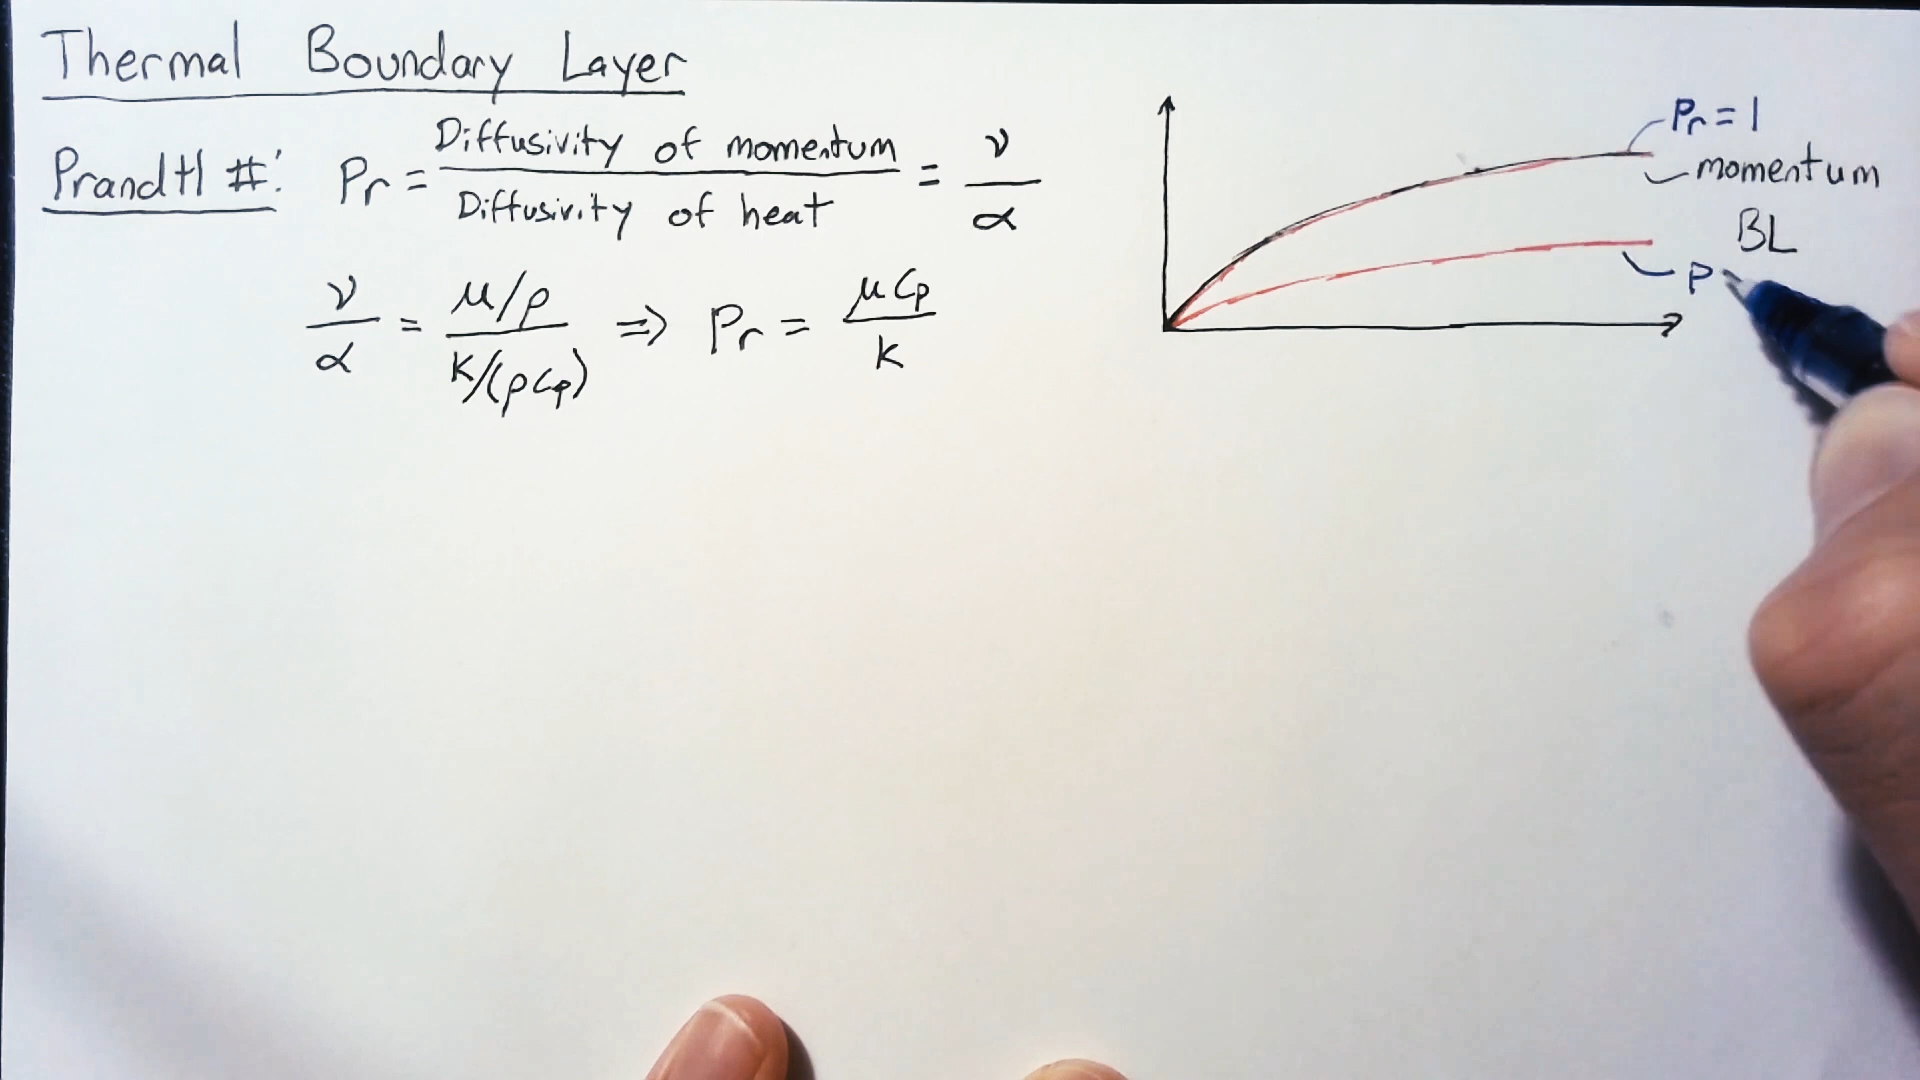 Thermal Boundary Layer
Prandtl #: Pr = Diffusivity of momentum / Diffusivity of heat = ν / α
ν / α = μ/ρ / k/(ρCp) ⇒ Pr = μCp / k
Pr = 1
momentum
BL
P